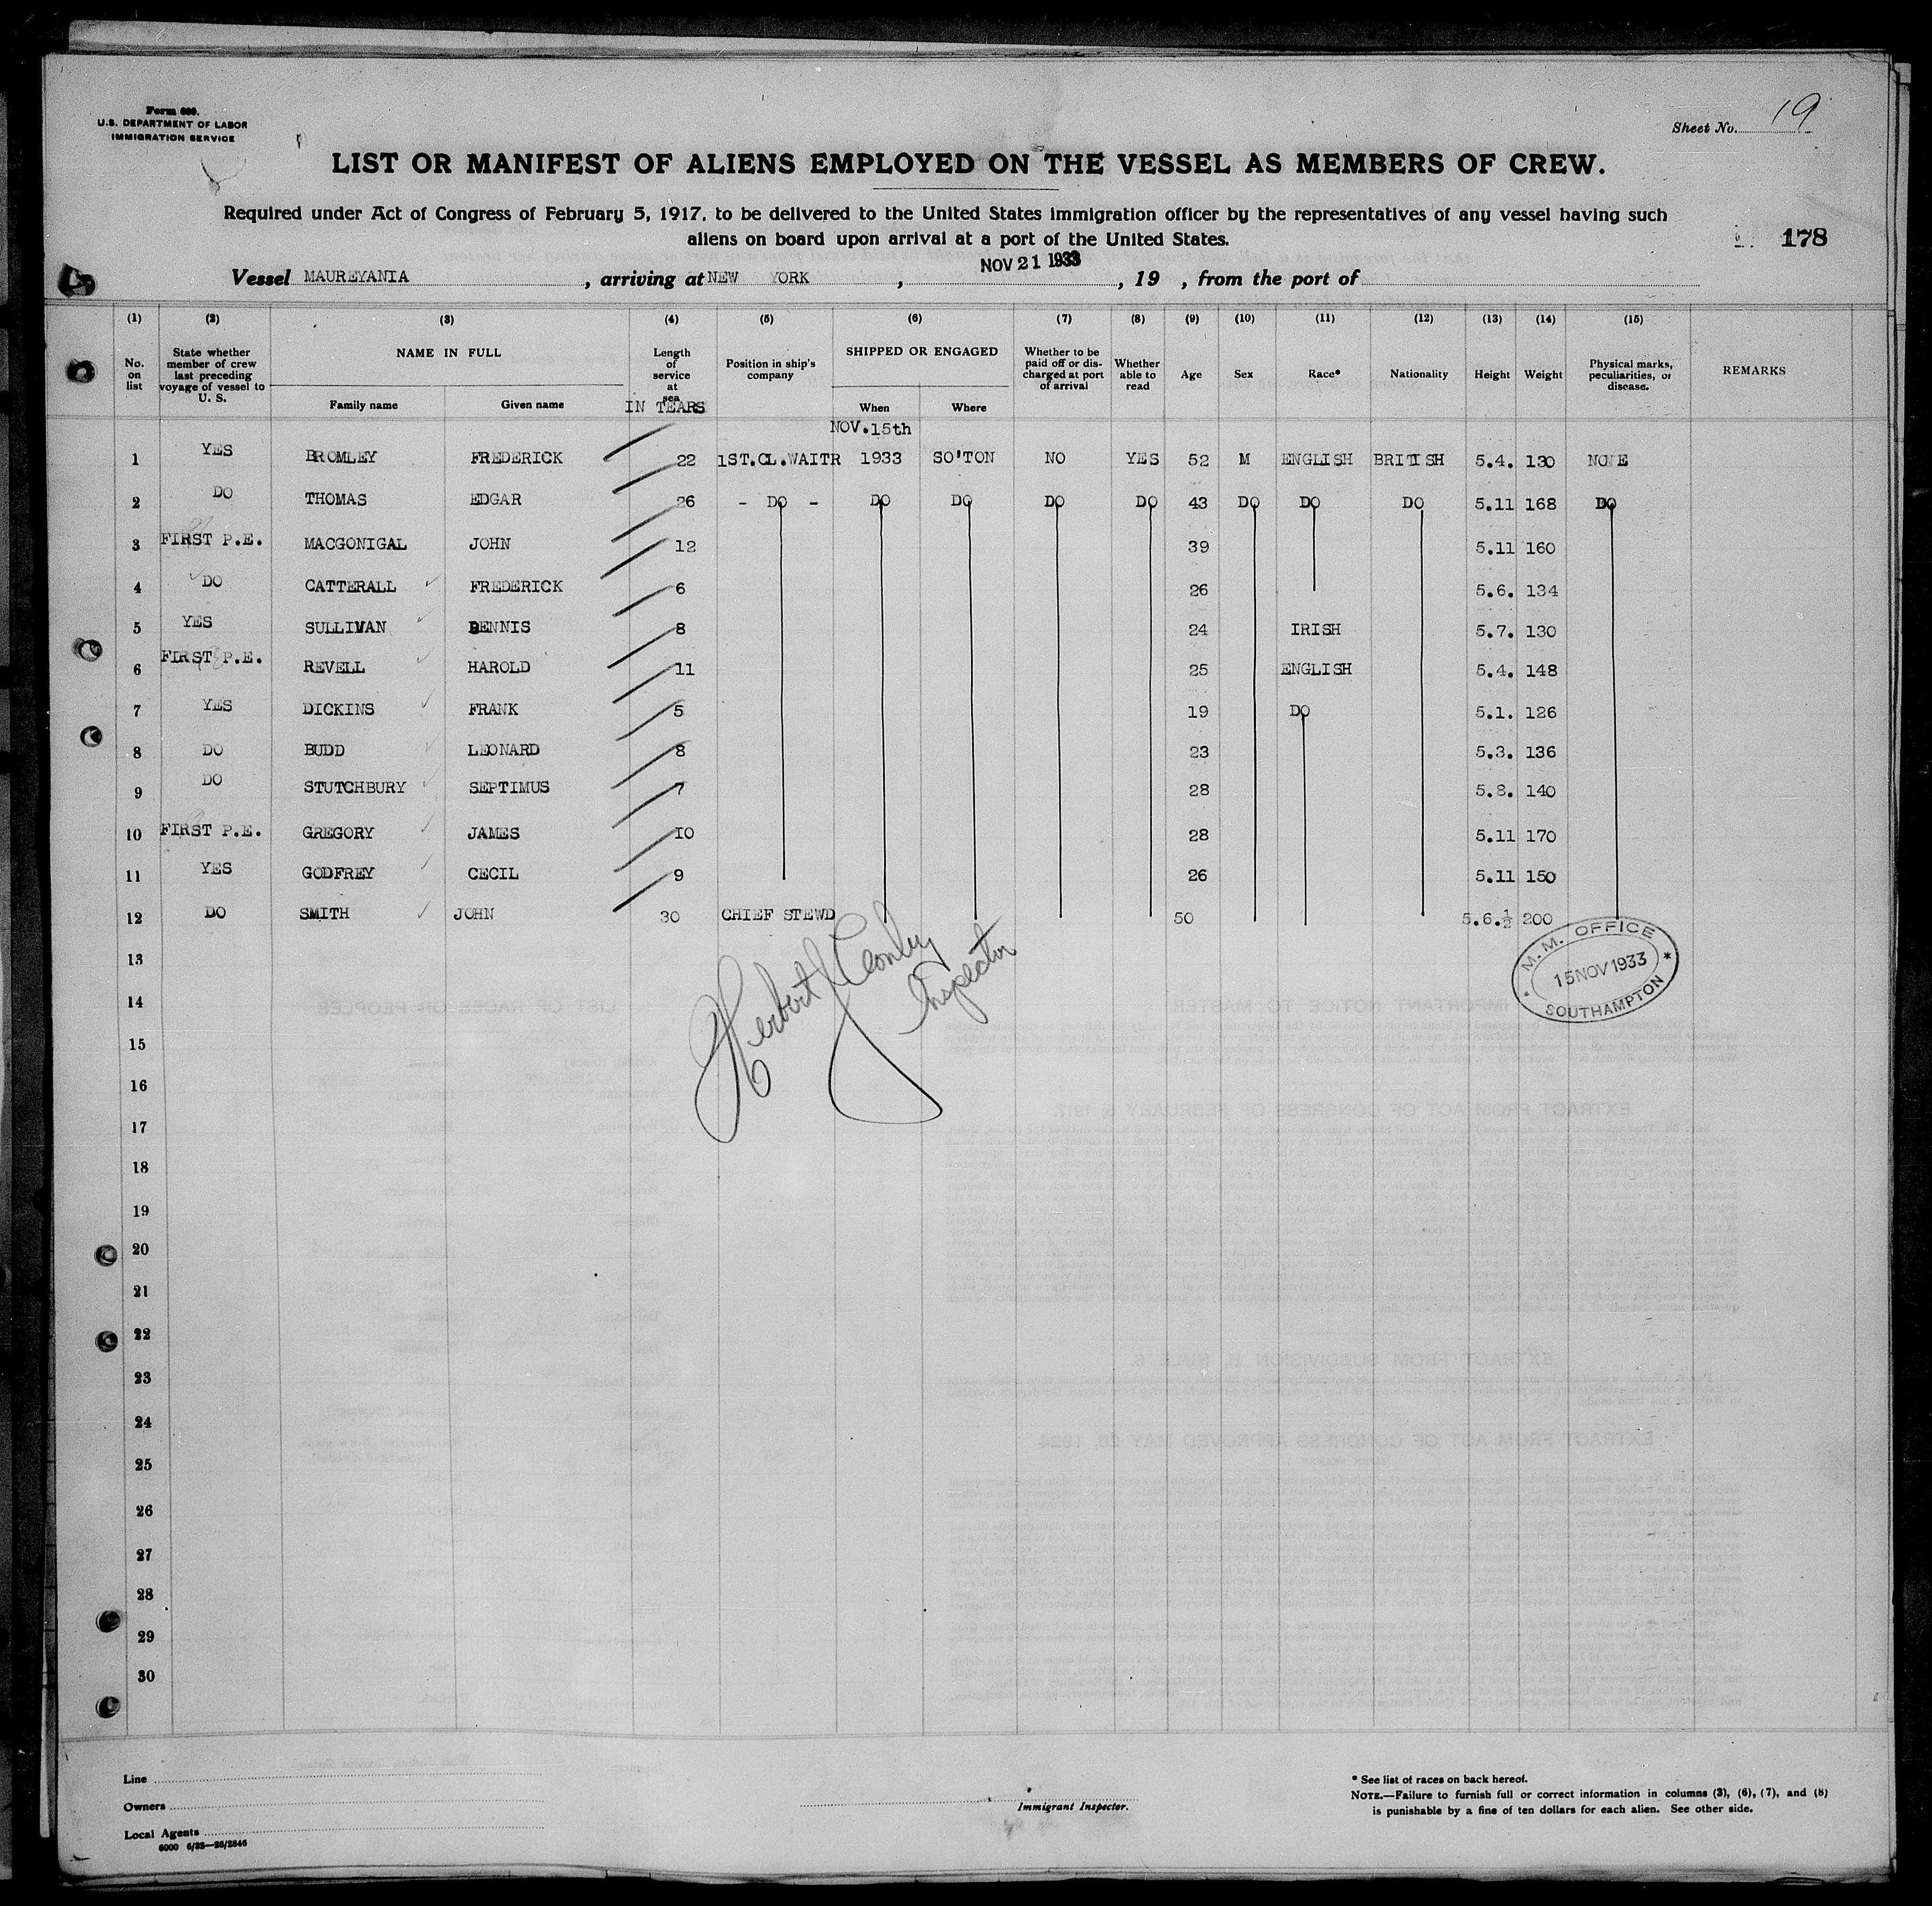 Form 680.
U.S. DEPARTMENT OF LABOR
IMMIGRATION SERVICE
Sheet No. 19
LIST OR MANIFEST OF ALIENS EMPLOYED ON THE VESSEL AS MEMBERS OF CREW.
Required under Act of Congress of February 5, 1917, to be delivered to the United States immigration officer by the representatives of any vessel having such
aliens on board upon arrival at a port of the United States.
178
NOV 21 1933
Vessel MAUREYANIA , arriving at NEW YORK , , 19 , from the port of
(1) (2) (3) (4) (5) (6) (7) (8) (9) (10) (11) (12) (13) (14) (15)
No. on list
State whether member of crew last preceding voyage of vessel to U. S.
NAME IN FULL
Family name Given name
Length of service at sea
IN TEARS
Position in ship's company
SHIPPED OR ENGAGED
When Where
Whether to be paid off or discharged at port of arrival
Whether able to read
Age
Sex
Race*
Nationality
Height
Weight
Physical marks, peculiarities, or disease.
REMARKS
NOV.15th
1 YES BROMLEY FREDERICK 22 1ST.CL.WAITR 1933 SO'TON NO YES 52 M ENGLISH BRITISH 5.4. 130 NONE
2 DO THOMAS EDGAR 26 - DO - DO DO DO DO 43 DO DO DO 5.11 168 DO
3 FIRST P.E. MACGONIGAL JOHN 12 39 5.11 160
4 DO CATTERALL FREDERICK 6 26 5.6. 134
5 YES SULLIVAN DENNIS 8 24 IRISH 5.7. 130
6 FIRST P.E. REVELL HAROLD 11 25 ENGLISH 5.4. 148
7 YES DICKINS FRANK 5 19 DO 5.1. 126
8 DO BUDD LEONARD 8 23 5.3. 136
9 DO STUTCHBURY SEPTIMUS 7 28 5.8. 140
10 FIRST P.E. GREGORY JAMES 10 28 5.11 170
11 YES GODFREY CECIL 9 26 5.11 150
12 DO SMITH JOHN 30 CHIEF STEWD 50 5.6.½ 200
13
14
15
16
17
18
19
20
21
22
23
24
25
26
27
28
29
30
Herbert
Inspector
M.M. OFFICE
15 NOV 1933
SOUTHAMPTON
Line
Owners
Local Agents
6000 6/32—26/2846
Immigrant Inspector.
* See list of races on back hereof.
NOTE.—Failure to furnish full or correct information in columns (3), (6), (7), and (8)
is punishable by a fine of ten dollars for each alien. See other side.